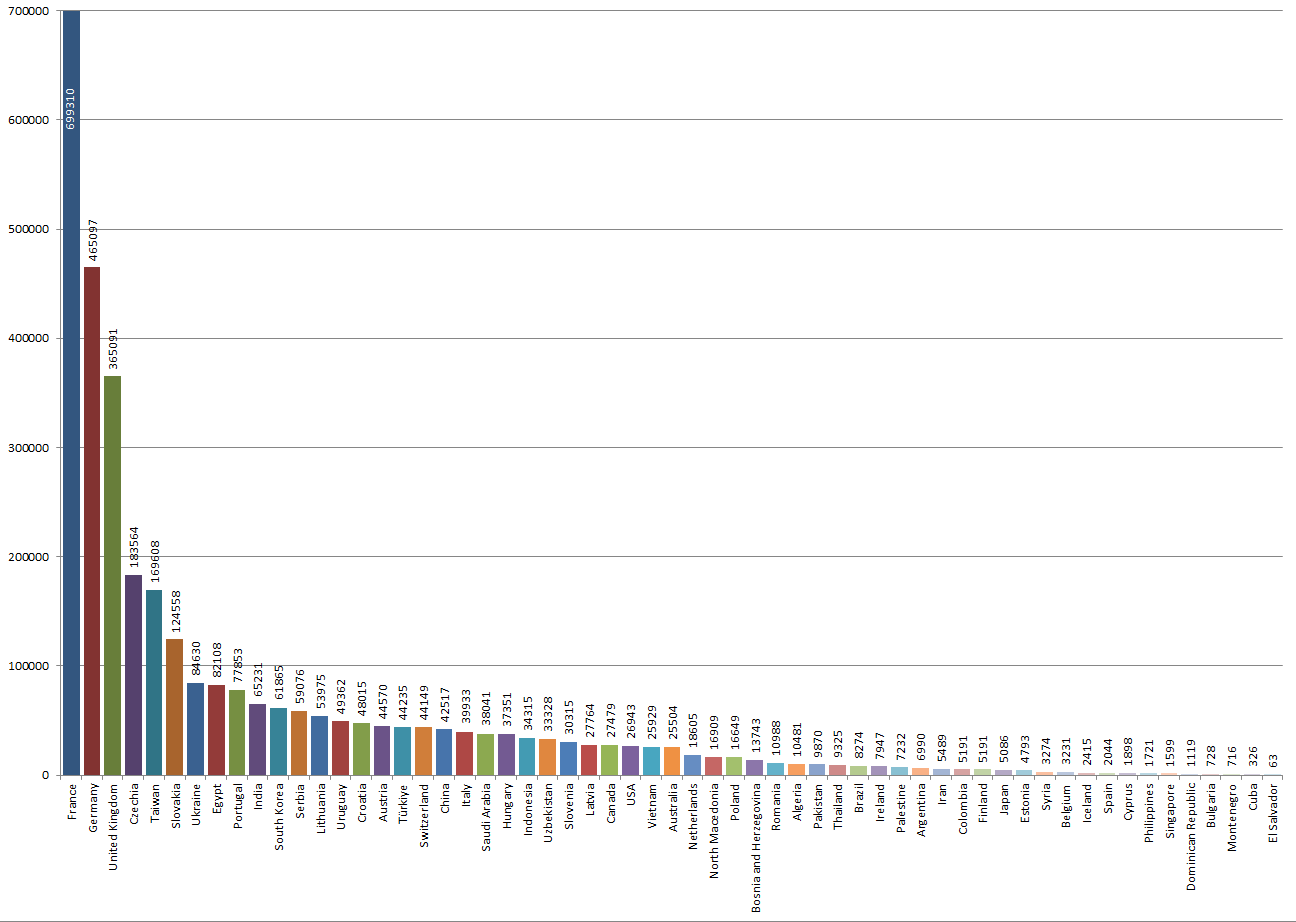 700000
600000
500000
400000
300000
200000
100000
0
699310
465097
365091
183564
169608
124558
84630
82108
77853
65231
61865
59076
53975
49362
48015
44570
44235
44149
42517
39933
38041
37351
34315
33328
30315
27764
27479
26943
25929
25504
18605
16909
16649
13743
10988
10481
9870
9325
8274
7947
7232
6990
5489
5191
5191
5086
4793
3274
3231
2415
2044
1898
1721
1599
1119
728
716
326
63
France
Germany
United Kingdom
Czechia
Taiwan
Slovakia
Ukraine
Egypt
Portugal
India
South Korea
Serbia
Lithuania
Uruguay
Croatia
Austria
Türkiye
Switzerland
China
Italy
Saudi Arabia
Hungary
Indonesia
Uzbekistan
Slovenia
Latvia
Canada
USA
Vietnam
Australia
Netherlands
North Macedonia
Poland
Bosnia and Herzegovina
Romania
Algeria
Pakistan
Thailand
Brazil
Ireland
Palestine
Argentina
Iran
Colombia
Finland
Japan
Estonia
Syria
Belgium
Iceland
Spain
Cyprus
Philippines
Singapore
Dominican Republic
Bulgaria
Montenegro
Cuba
El Salvador